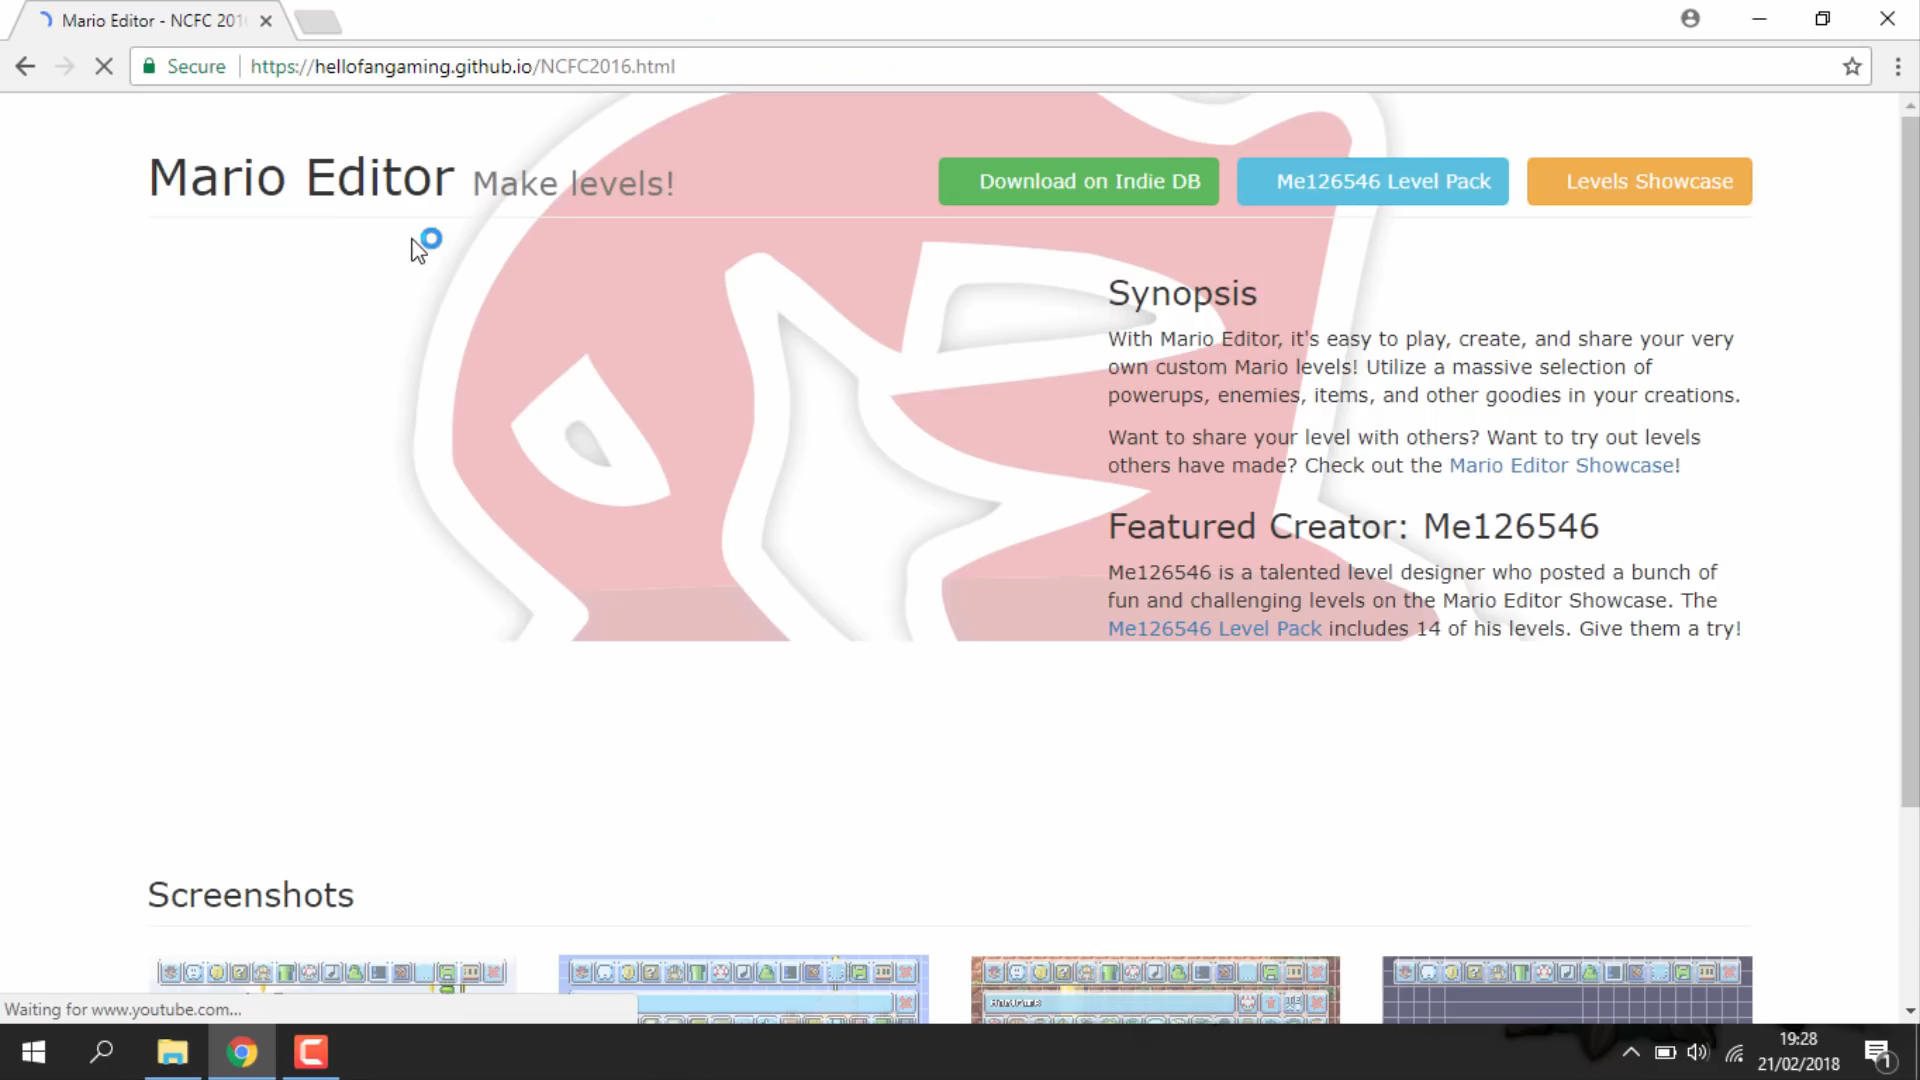 Mario Editor - NCFC 201
Secure
https://hellofangaming.github.io/NCFC2016.html
Mario Editor Make levels!
Download on Indie DB
Me126546 Level Pack
Levels Showcase
Synopsis
With Mario Editor, it's easy to play, create, and share your very
own custom Mario levels! Utilize a massive selection of
powerups, enemies, items, and other goodies in your creations.
Want to share your level with others? Want to try out levels
others have made? Check out the Mario Editor Showcase!
Featured Creator: Me126546
Me126546 is a talented level designer who posted a bunch of
fun and challenging levels on the Mario Editor Showcase. The
Me126546 Level Pack includes 14 of his levels. Give them a try!
Screenshots
Waiting for www.youtube.com...
19:28
21/02/2018
1